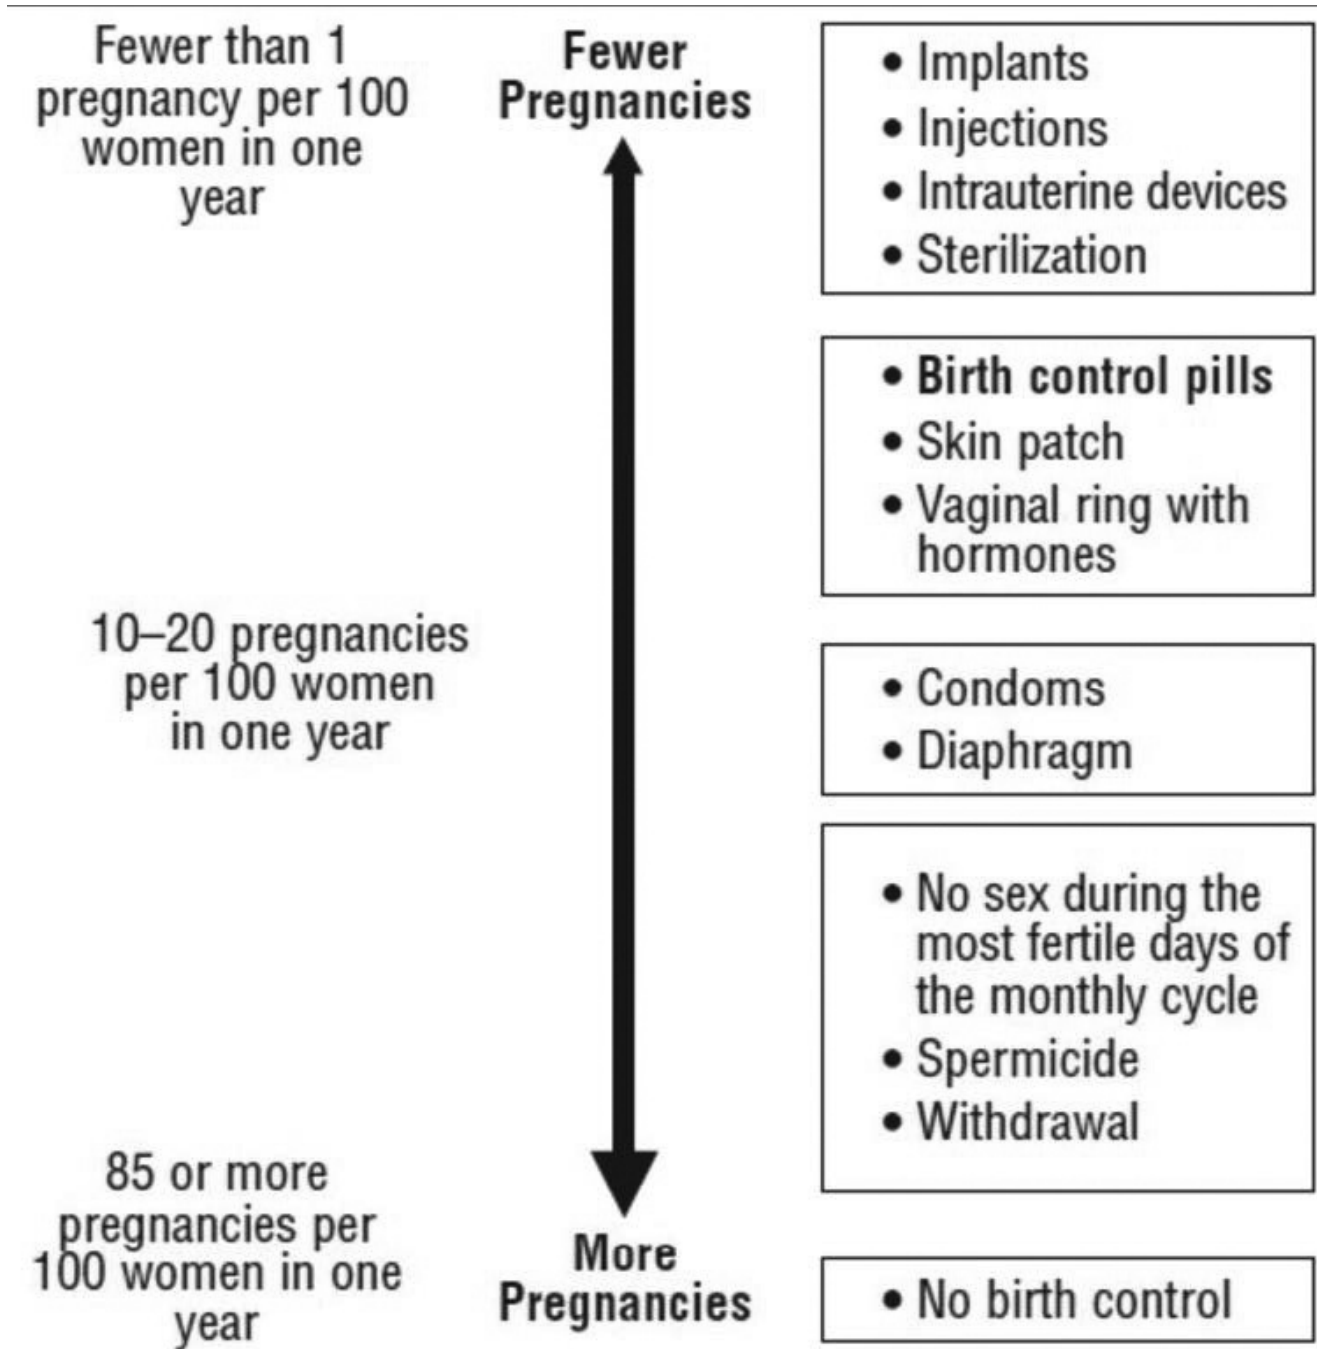 Fewer than 1
pregnancy per 100
women in one
year
Fewer
Pregnancies
• Implants
• Injections
• Intrauterine devices
• Sterilization
• Birth control pills
• Skin patch
• Vaginal ring with
hormones
10–20 pregnancies
per 100 women
in one year
• Condoms
• Diaphragm
• No sex during the
most fertile days of
the monthly cycle
• Spermicide
• Withdrawal
85 or more
pregnancies per
100 women in one
year
More
Pregnancies
• No birth control